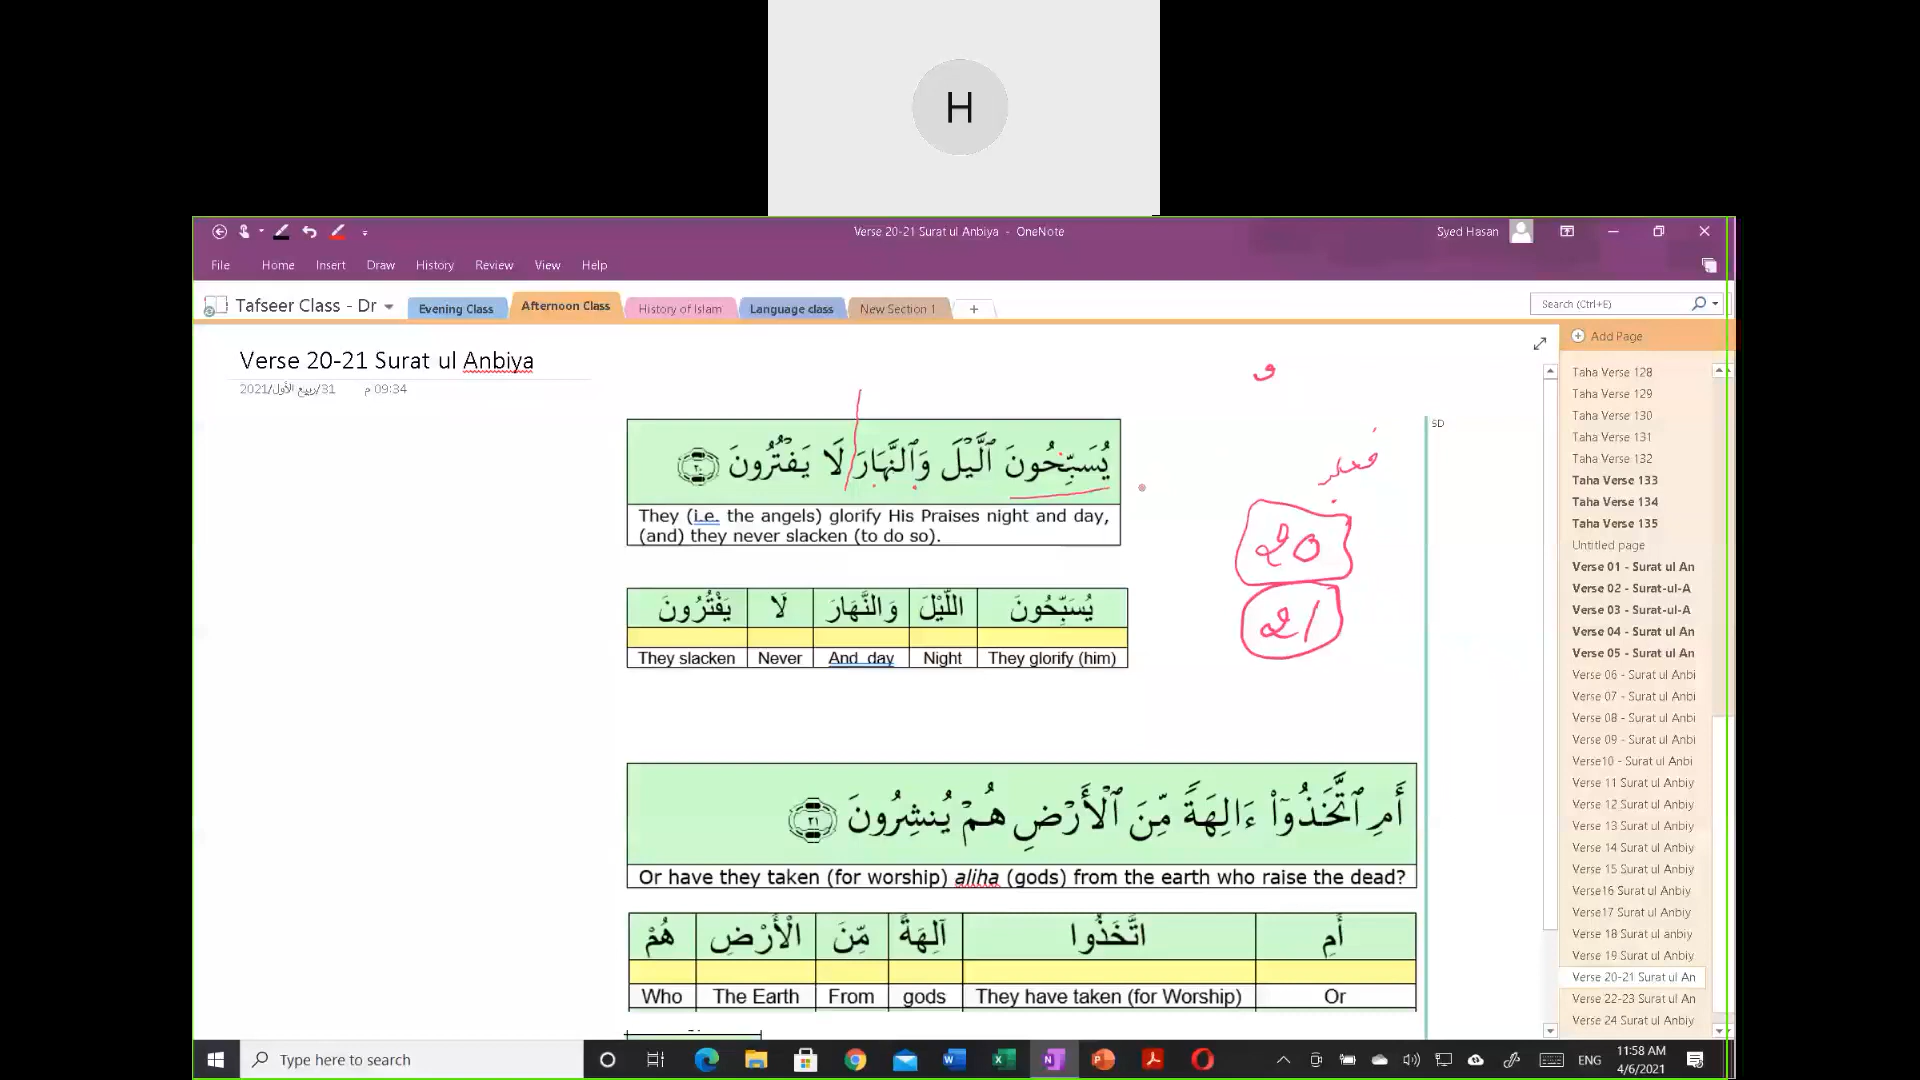 H
Verse 20-21 Surat ul Anbiya - OneNote
Syed Hasan
File Home Insert Draw History Review View Help
Tafseer Class - Dr
Evening Class
Afternoon Class
History of Islam
Language class
New Section 1
+
Search (Ctrl+E)
Verse 20-21 Surat ul Anbiya
31/ربيع الأول/2021 09:34 م
يُسَبِّحُونَ ٱلَّيْلَ وَٱلنَّهَارَ لَا يَفْتُرُونَ ٢٠
They (i.e. the angels) glorify His Praises night and day,
(and) they never slacken (to do so).
يُسَبِّحُونَ اللَّيْلَ وَالنَّهَارَ لَا يَفْتُرُونَ
They slacken Never And day Night They glorify (him)
و
20
21
SD
أَمِ ٱتَّخَذُوٓا۟ ءَالِهَةً مِّنَ ٱلْأَرْضِ هُمْ يُنشِرُونَ ٢١
Or have they taken (for worship) aliha (gods) from the earth who raise the dead?
أَمِ اتَّخَذُوا آلِهَةً مِّنَ الْأَرْضِ هُمْ
Who The Earth From gods They have taken (for Worship) Or
Add Page
Taha Verse 128
Taha Verse 129
Taha Verse 130
Taha Verse 131
Taha Verse 132
Taha Verse 133
Taha Verse 134
Taha Verse 135
Untitled page
Verse 01 - Surat ul An
Verse 02 - Surat-ul-A
Verse 03 - Surat-ul-A
Verse 04 - Surat ul An
Verse 05 - Surat ul An
Verse 06 - Surat ul Anbi
Verse 07 - Surat ul Anbi
Verse 08 - Surat ul Anbi
Verse 09 - Surat ul Anbi
Verse10 - Surat ul Anbi
Verse 11 Surat ul Anbiy
Verse 12 Surat ul Anbiy
Verse 13 Surat ul Anbiy
Verse 14 Surat ul Anbiy
Verse 15 Surat ul Anbiy
Verse16 Surat ul Anbiy
Verse17 Surat ul Anbiy
Verse 18 Surat ul anbiy
Verse 19 Surat ul Anbiy
Verse 20-21 Surat ul An
Verse 22-23 Surat ul An
Verse 24 Surat ul Anbiy
Type here to search
ENG
11:58 AM
4/6/2021